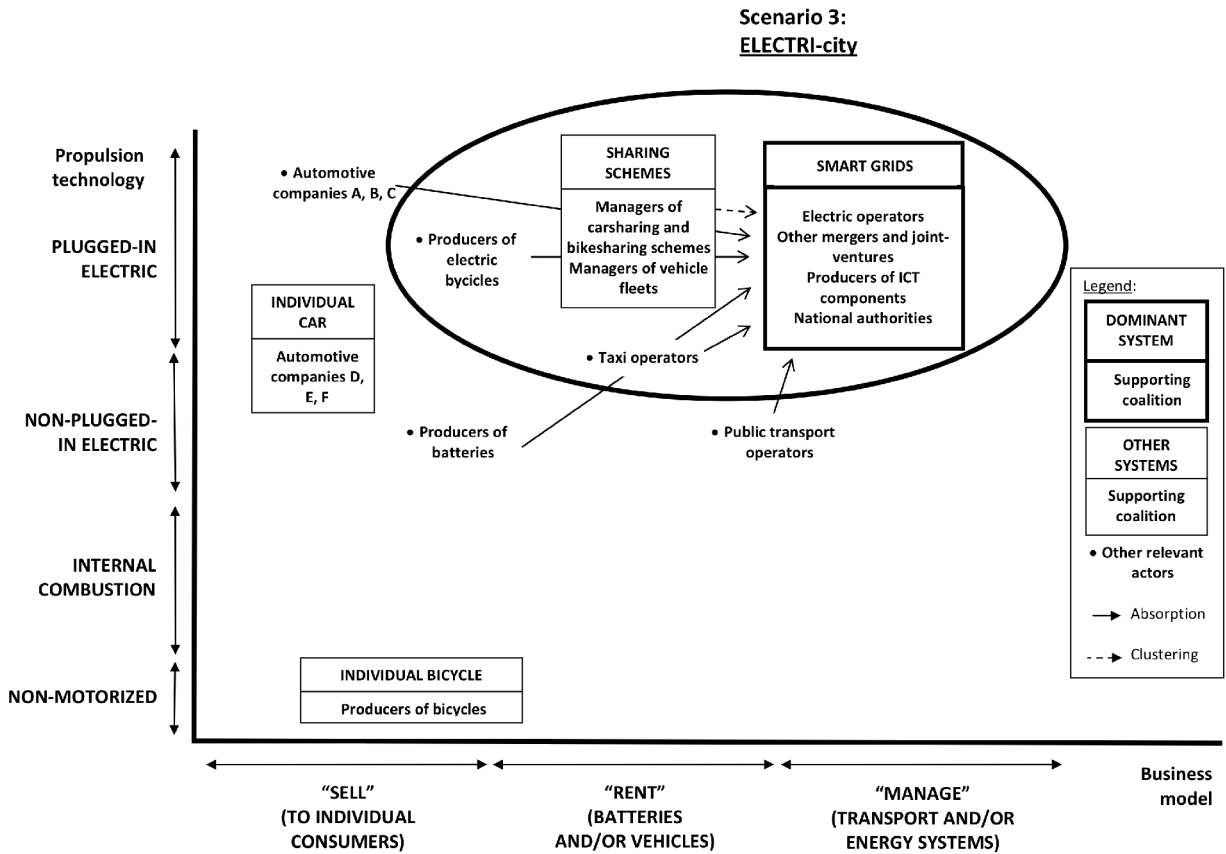 Scenario 3:
ELECTRI-city
Propulsion
technology
PLUGGED-IN
ELECTRIC
NON-PLUGGED-
IN ELECTRIC
INTERNAL
COMBUSTION
NON-MOTORIZED
• Automotive
companies A, B, C
• Producers of
electric
bycicles
INDIVIDUAL
CAR
Automotive
companies D,
E, F
SHARING
SCHEMES
Managers of
carsharing and
bikesharing schemes
Managers of vehicle
fleets
SMART GRIDS
Electric operators
Other mergers and joint-
ventures
Producers of ICT
components
National authorities
• Taxi operators
• Producers of
batteries
• Public transport
operators
INDIVIDUAL BICYCLE
Producers of bicycles
Legend:
DOMINANT
SYSTEM
Supporting
coalition
OTHER
SYSTEMS
Supporting
coalition
• Other relevant
actors
Absorption
Clustering
“SELL”
(TO INDIVIDUAL
CONSUMERS)
“RENT”
(BATTERIES
AND/OR VEHICLES)
“MANAGE”
(TRANSPORT AND/OR
ENERGY SYSTEMS)
Business
model